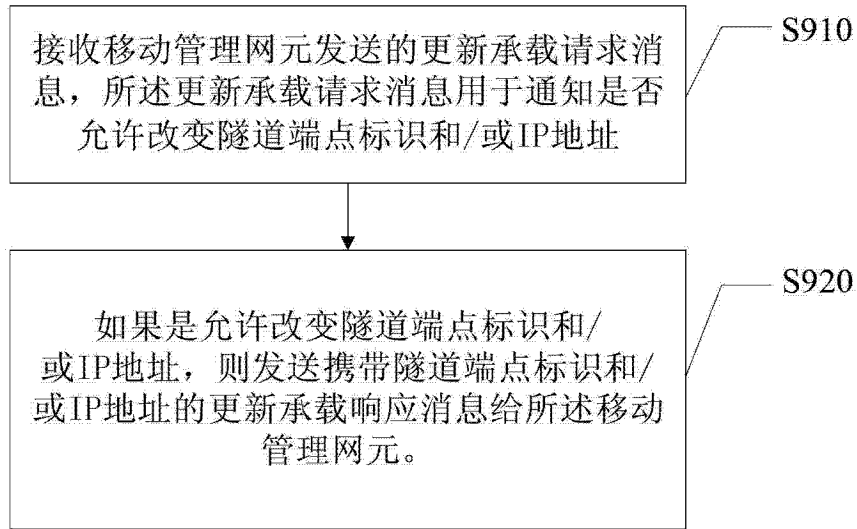 接收移动管理网元发送的更新承载请求消
息，所述更新承载请求消息用于通知是否
允许改变隧道端点标识和/或IP地址
S910
如果是允许改变隧道端点标识和/
或IP地址，则发送携带隧道端点标识和/
或IP地址的更新承载响应消息给所述移动
管理网元。
S920